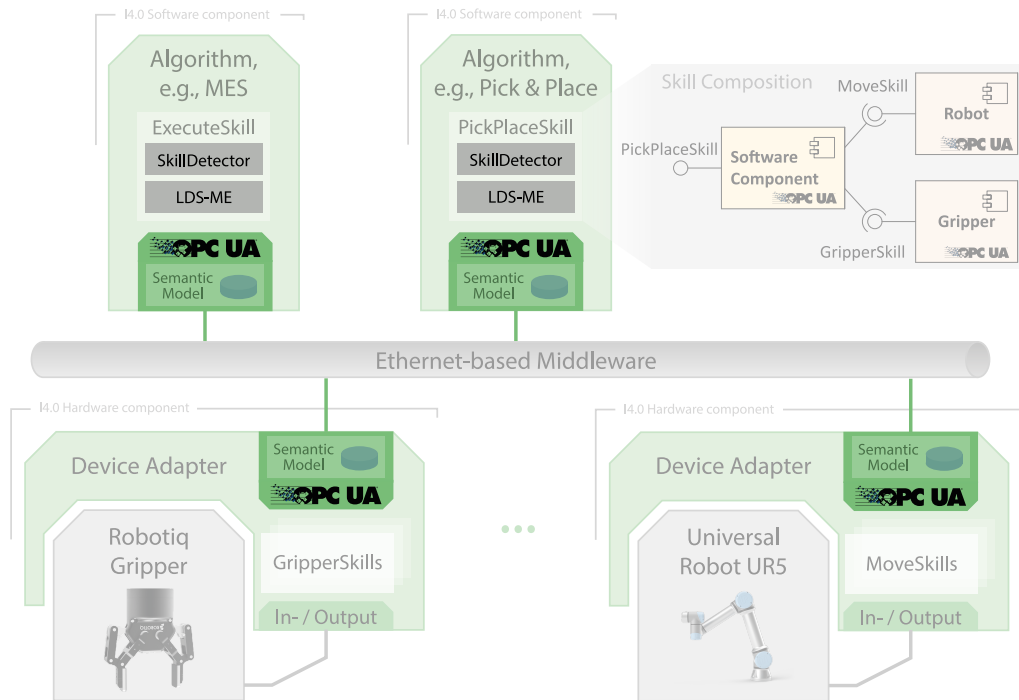 I4.0 Software component
Algorithm,
e.g., MES
ExecuteSkill
SkillDetector
LDS-ME
OPC UA
Semantic
Model
I4.0 Software component
Algorithm,
e.g., Pick & Place
PickPlaceSkill
SkillDetector
LDS-ME
OPC UA
Semantic
Model
Skill Composition
MoveSkill
Robot
OPC UA
PickPlaceSkill
Software
Component
OPC UA
Gripper
OPC UA
GripperSkill
Ethernet-based Middleware
I4.0 Hardware component
Device Adapter
Semantic
Model
OPC UA
Robotiq
Gripper
GripperSkills
In- / Output
I4.0 Hardware component
Device Adapter
Semantic
Model
OPC UA
Universal
Robot UR5
MoveSkills
In- / Output